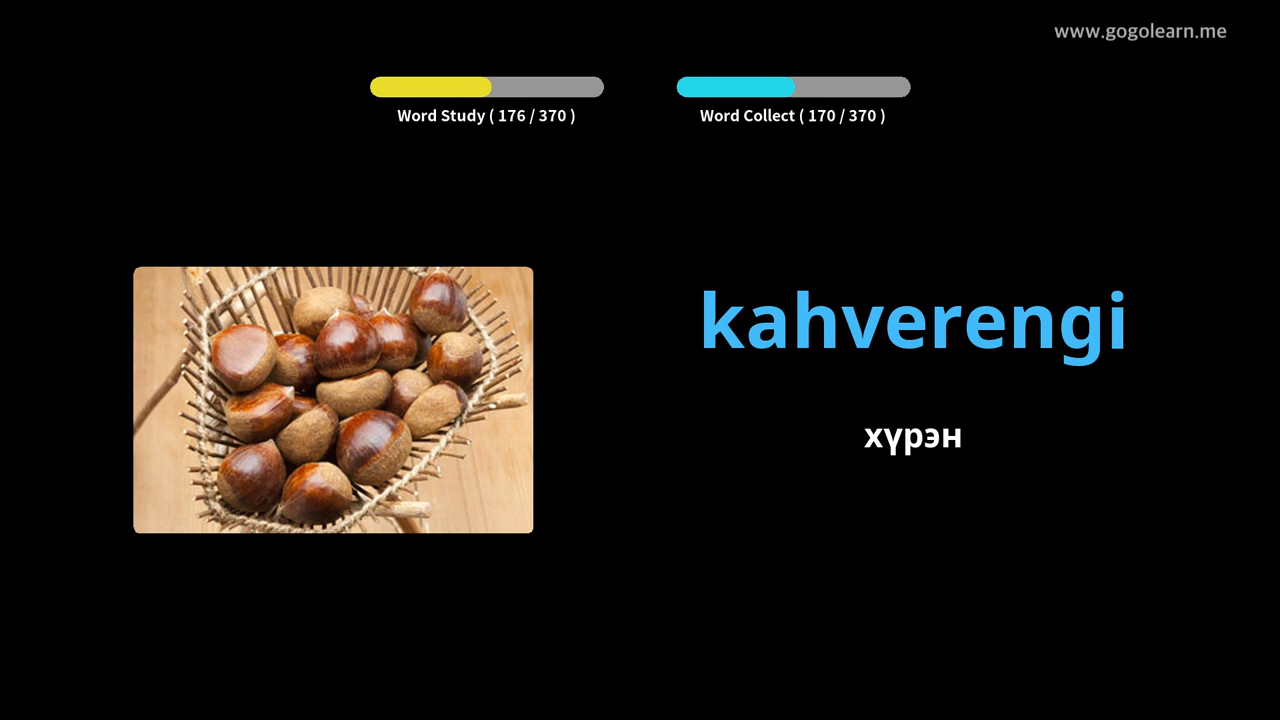 www.gogolearn.me
Word Study ( 176 / 370 )
Word Collect ( 170 / 370 )
kahverengi
хүрэн